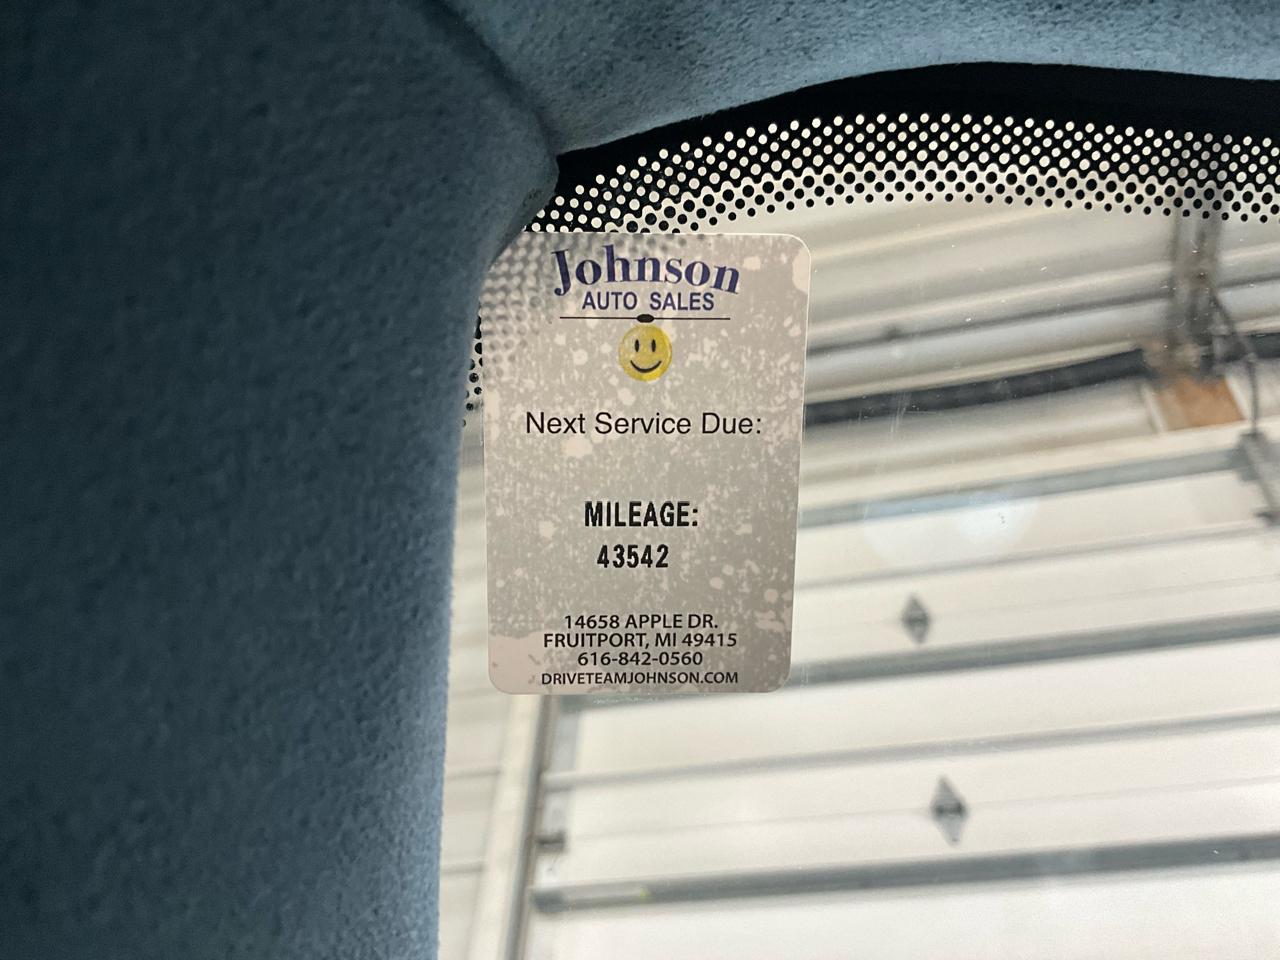 Johnson
AUTO SALES
Next Service Due:
MILEAGE:
43542
14658 APPLE DR.
FRUITPORT, MI 49415
616-842-0560
DRIVETEAMJOHNSON.COM